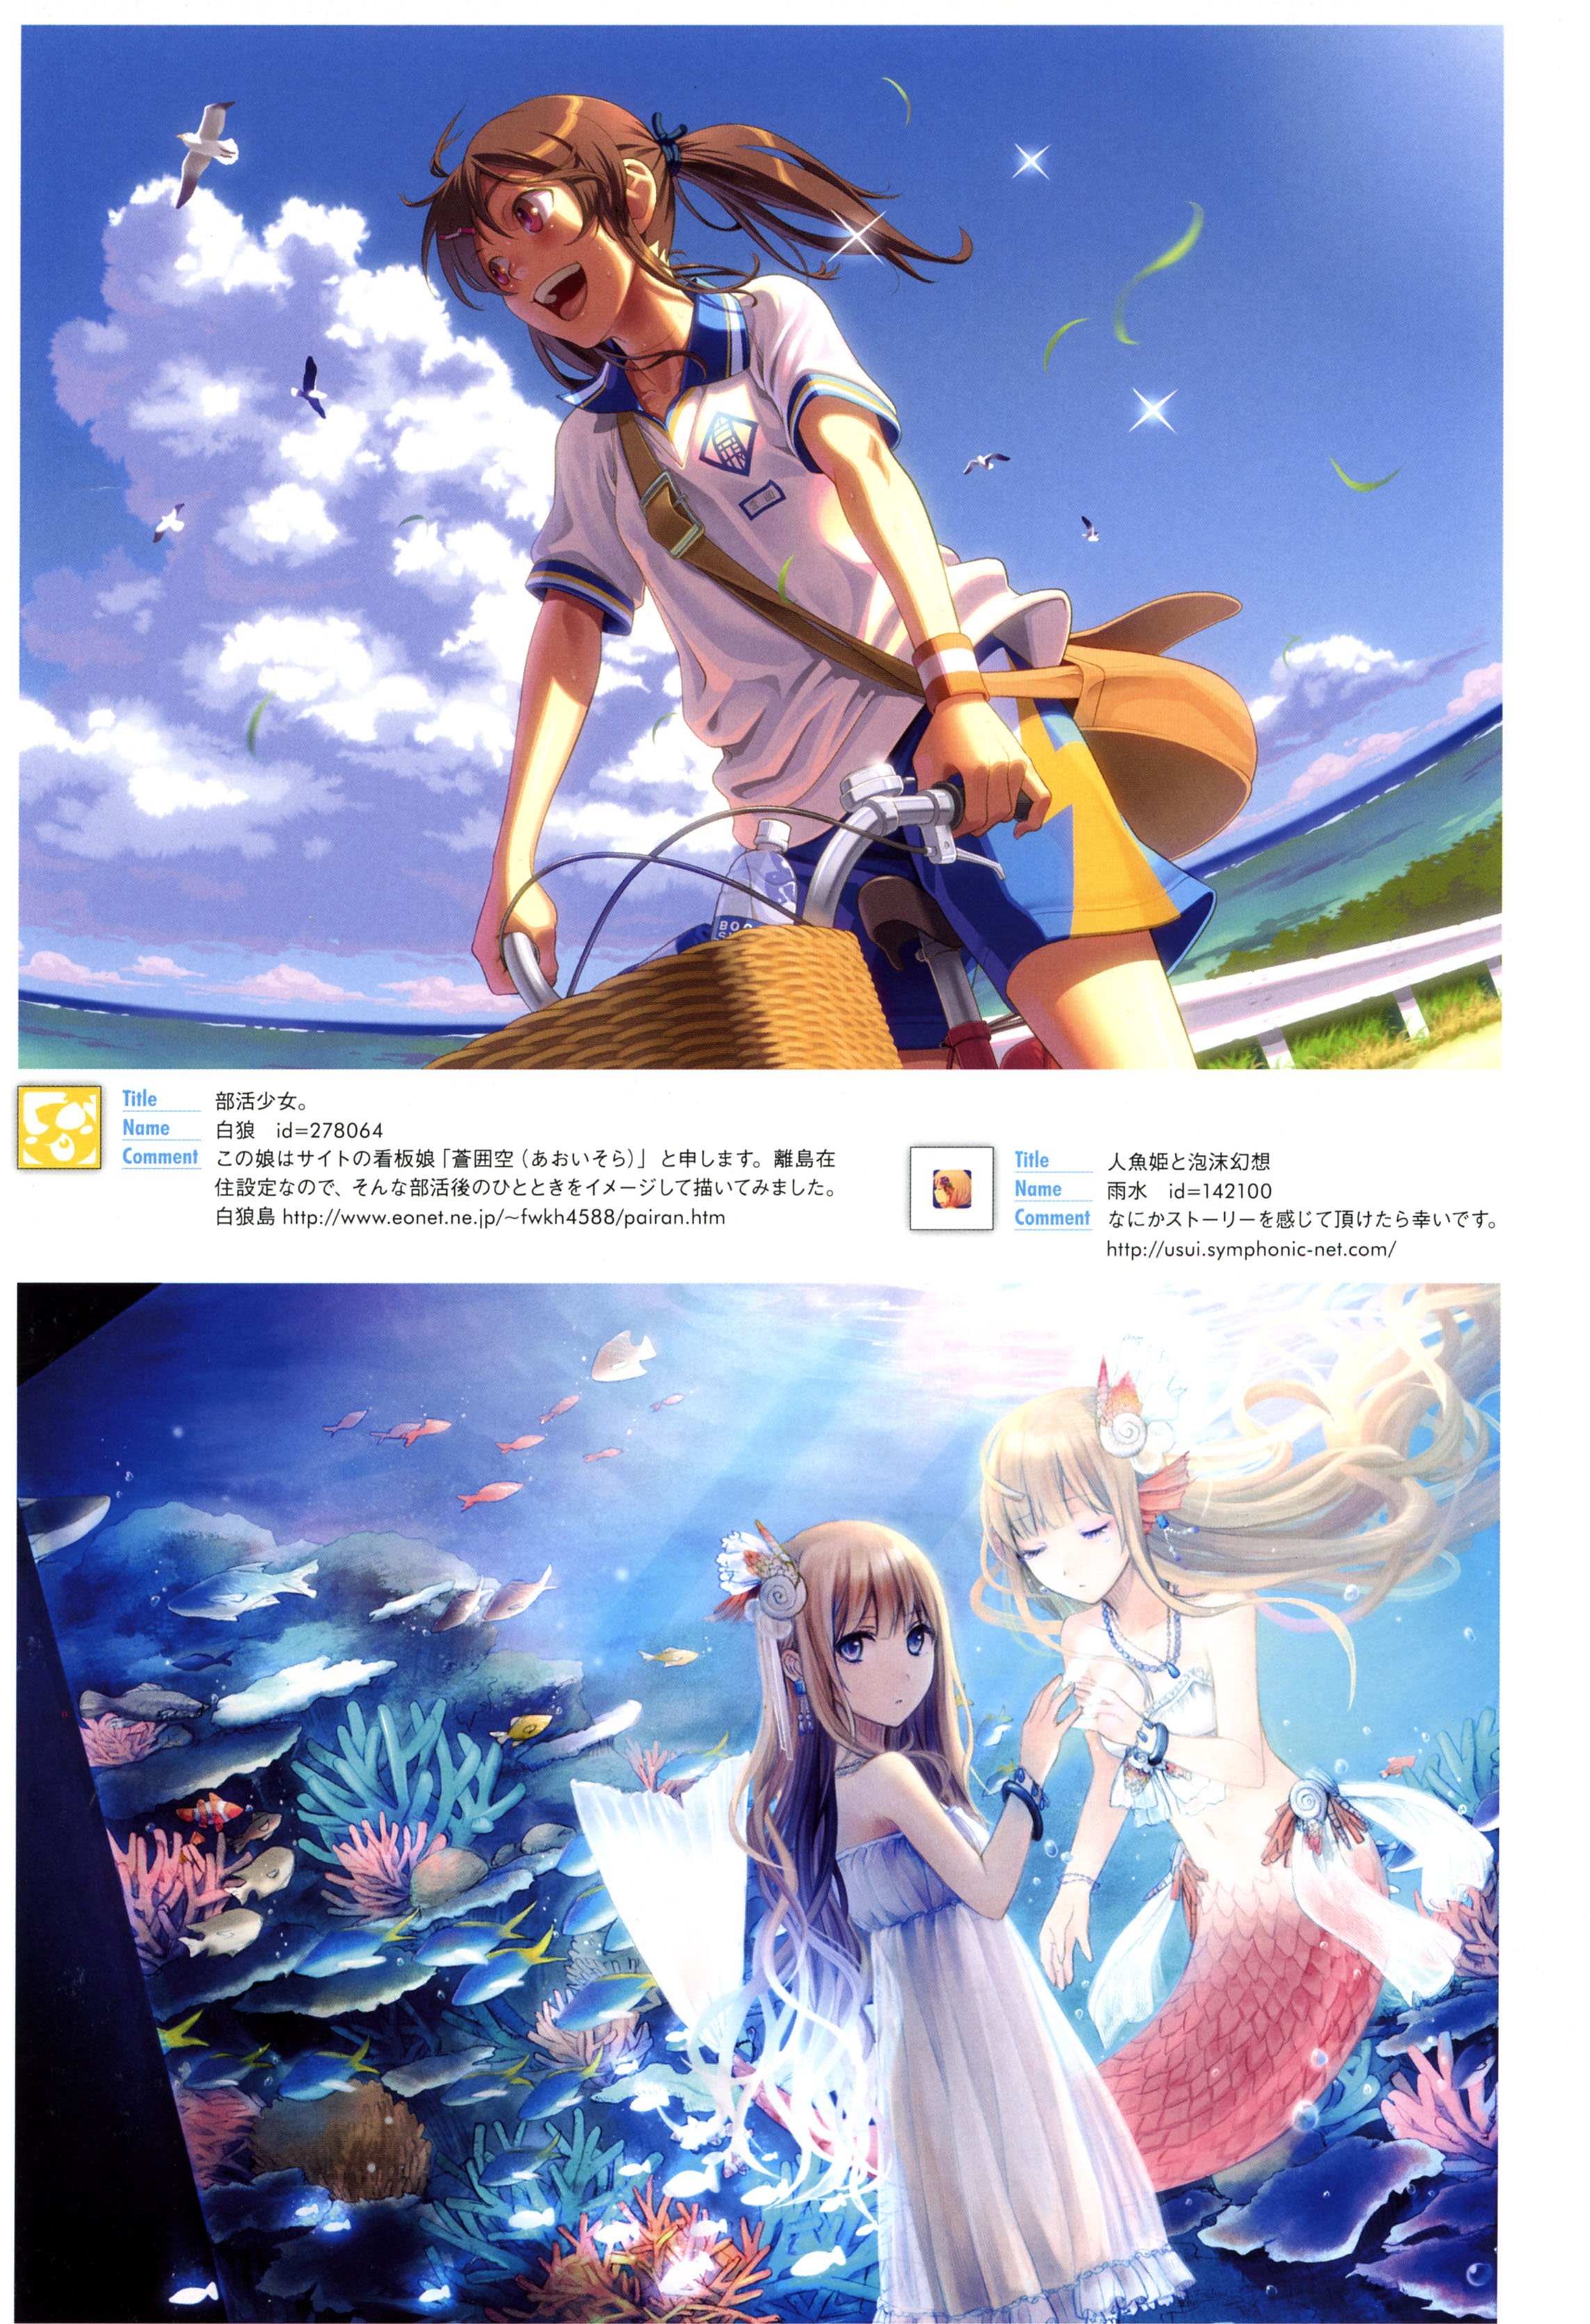 Title 部活少女。
Name 白狼 id=278064
Comment この娘はサイトの看板娘「蒼囲空(あおいそら)」と申します。離島在
住設定なので、そんな部活後のひとときをイメージして描いてみました。
白狼島 http://www.eonet.ne.jp/~fwkh4588/pairan.htm
Title 人魚姫と泡沫幻想
Name 雨水 id=142100
Comment なにかストーリーを感じて頂けたら幸いです。
http://usui.symphonic-net.com/